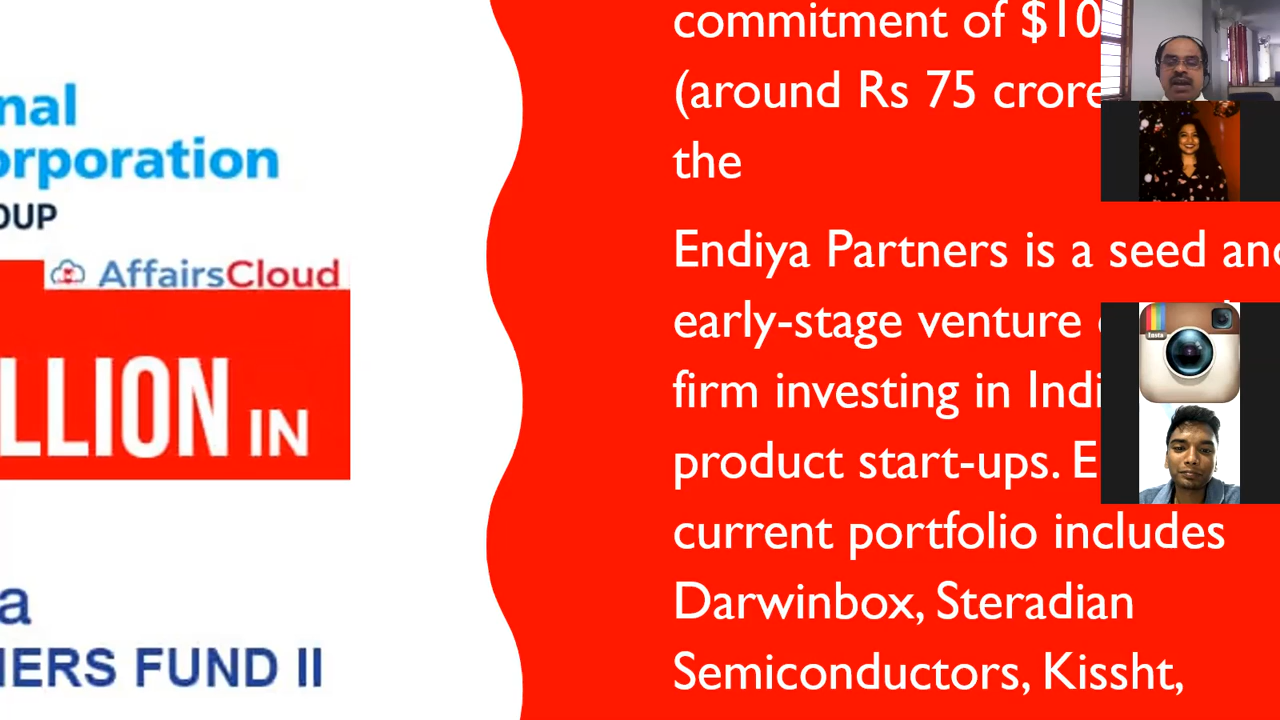 nal
orporation
OUP
AffairsCloud
LLION IN
a
NERS FUND II
commitment of $10
(around Rs 75 crore
the
Endiya Partners is a seed and
early-stage venture
firm investing in Indi
product start-ups. E
current portfolio includes
Darwinbox, Steradian
Semiconductors, Kissht,
Insta